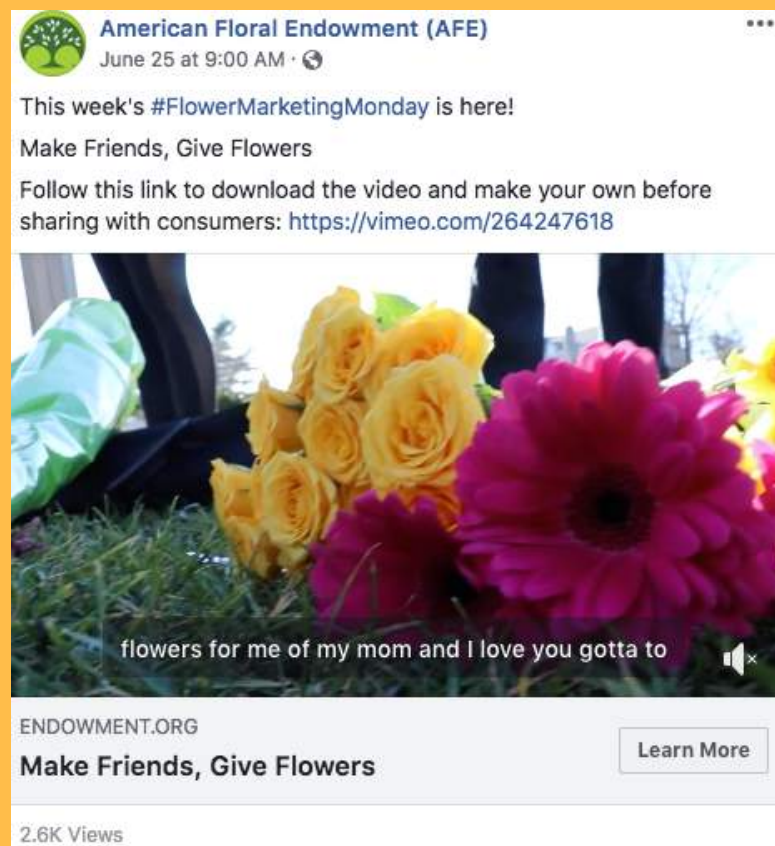 American Floral Endowment (AFE)
June 25 at 9:00 AM ·
This week's #FlowerMarketingMonday is here!
Make Friends, Give Flowers
Follow this link to download the video and make your own before
sharing with consumers: https://vimeo.com/264247618
flowers for me of my mom and I love you gotta to
ENDOWMENT.ORG
Make Friends, Give Flowers
Learn More
2.6K Views